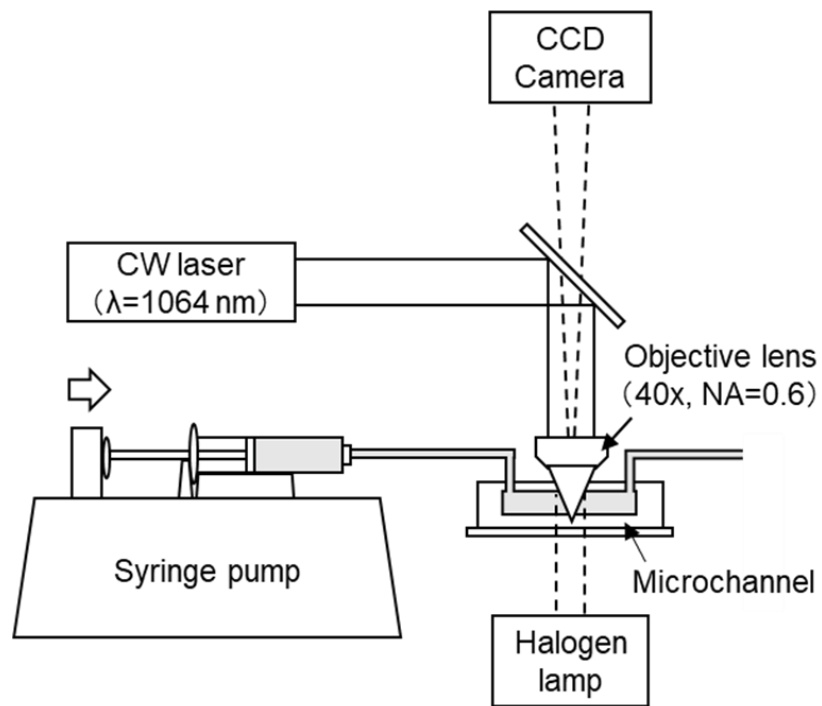 CCD
Camera
CW laser
（λ=1064 nm）
Objective lens
（40x, NA=0.6）
Syringe pump
Microchannel
Halogen
lamp